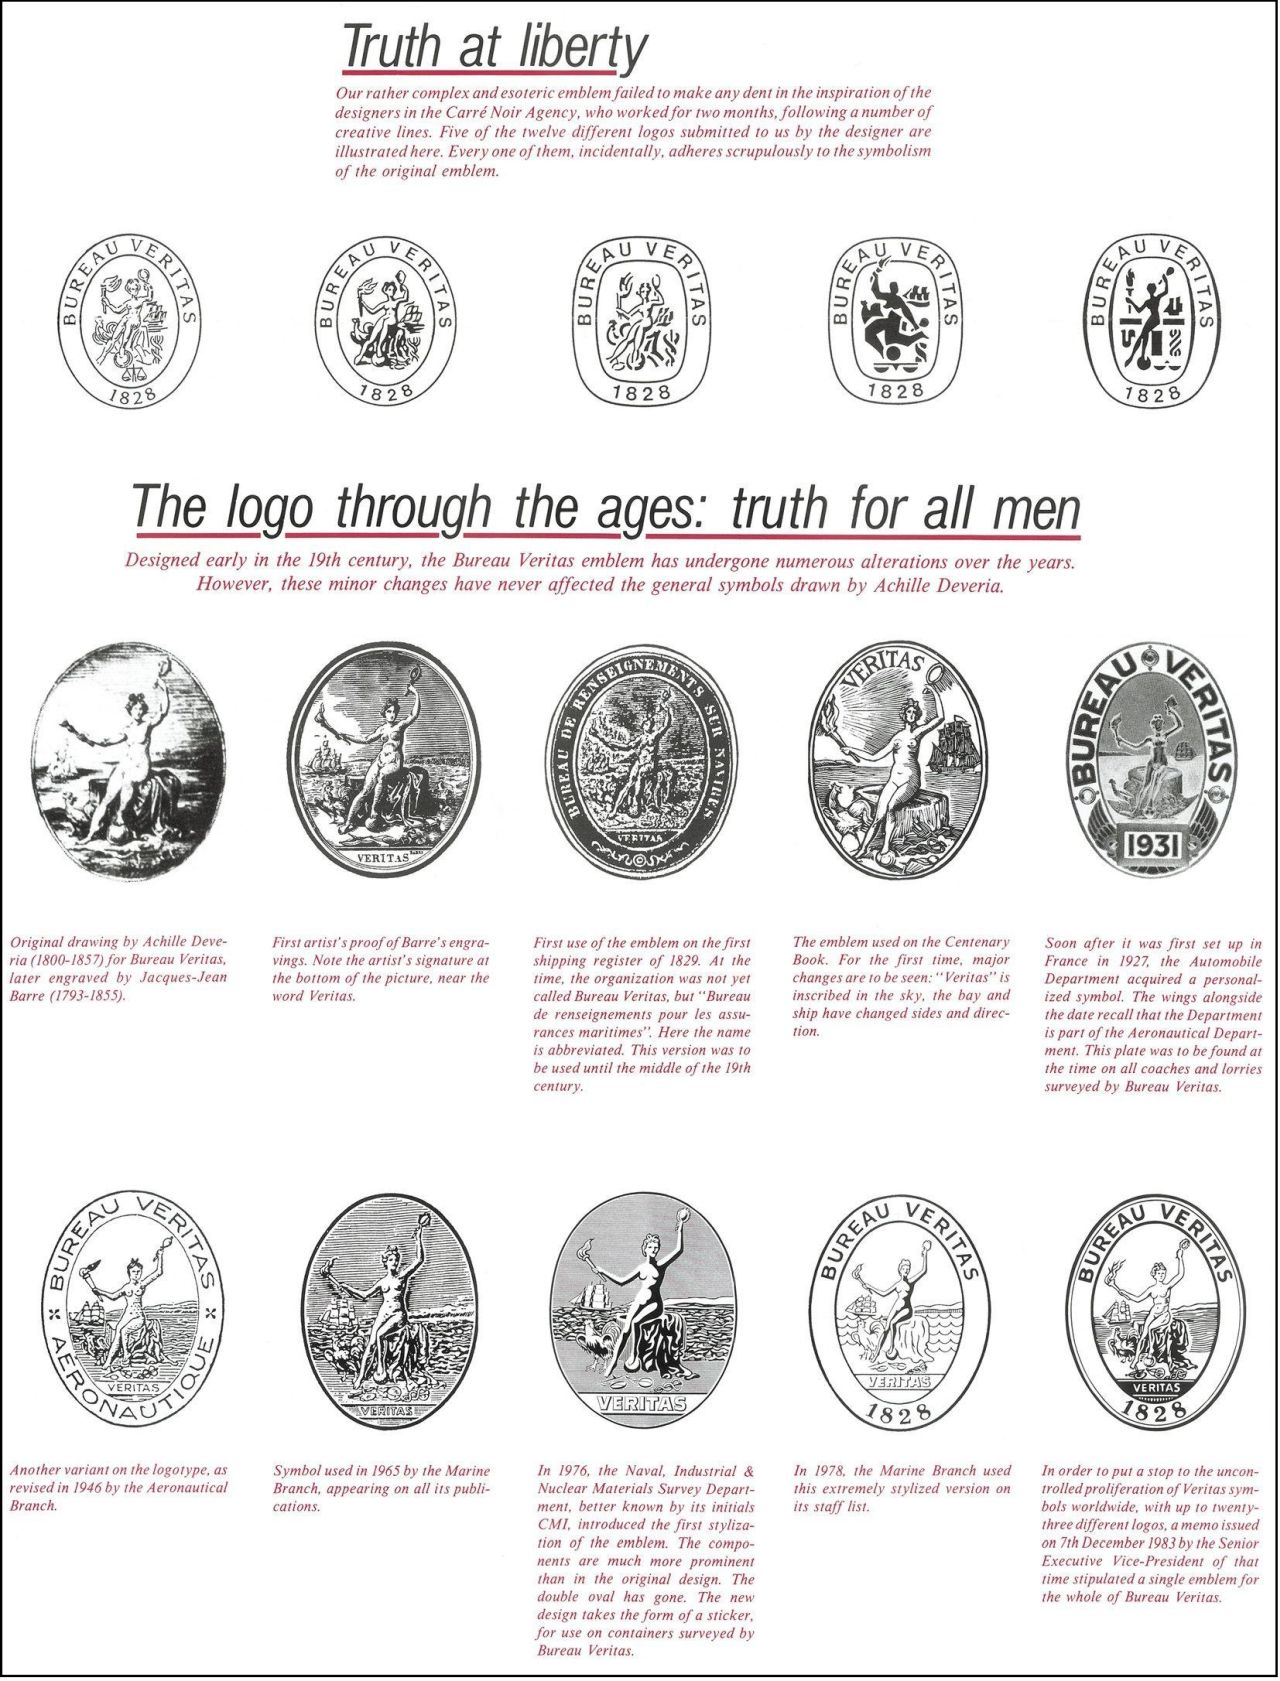 Truth at liberty
Our rather complex and esoteric emblem failed to make any dent in the inspiration of the
designers in the Carré Noir Agency, who worked for two months, following a number of
creative lines. Five of the twelve different logos submitted to us by the designer are
illustrated here. Every one of them, incidentally, adheres scrupulously to the symbolism
of the original emblem.
BUREAU VERITAS
1828
BUREAU VERITAS
1828
BUREAU VERITAS
1828
BUREAU VERITAS
1828
BUREAU VERITAS
1828
The logo through the ages: truth for all men
Designed early in the 19th century, the Bureau Veritas emblem has undergone numerous alterations over the years.
However, these minor changes have never affected the general symbols drawn by Achille Deveria.
VERITAS
BUREAU DE RENSEIGNEMENTS SUR NAVIRES
VERITAS
VERITAS
BUREAU VERITAS
1931
Original drawing by Achille Deve-
ria (1800-1857) for Bureau Veritas,
later engraved by Jacques-Jean
Barre (1793-1855).
First artist's proof of Barre's engra-
vings. Note the artist's signature at
the bottom of the picture, near the
word Veritas.
First use of the emblem on the first
shipping register of 1829. At the
time, the organization was not yet
called Bureau Veritas, but "Bureau
de renseignements pour les assu-
rances maritimes". Here the name
is abbreviated. This version was to
be used until the middle of the 19th
century.
The emblem used on the Centenary
Book. For the first time, major
changes are to be seen: "Veritas" is
inscribed in the sky, the bay and
ship have changed sides and direc-
tion.
Soon after it was first set up in
France in 1927, the Automobile
Department acquired a personal-
ized symbol. The wings alongside
the date recall that the Department
is part of the Aeronautical Depart-
ment. This plate was to be found at
the time on all coaches and lorries
surveyed by Bureau Veritas.
BUREAU VERITAS
VERITAS
AÉRONAUTIQUE
VERITAS
VERITAS
BUREAU VERITAS
VERITAS
1828
BUREAU VERITAS
VERITAS
1828
Another variant on the logotype, as
revised in 1946 by the Aeronautical
Branch.
Symbol used in 1965 by the Marine
Branch, appearing on all its publi-
cations.
In 1976, the Naval, Industrial &
Nuclear Materials Survey Depart-
ment, better known by its initials
CMI, introduced the first styliza-
tion of the emblem. The compo-
nents are much more prominent
than in the original design. The
double oval has gone. The new
design takes the form of a sticker,
for use on containers surveyed by
Bureau Veritas.
In 1978, the Marine Branch used
this extremely stylized version on
its staff list.
In order to put a stop to the uncon-
trolled proliferation of Veritas sym-
bols worldwide, with up to twenty-
three different logos, a memo issued
on 7th December 1983 by the Senior
Executive Vice-President of that
time stipulated a single emblem for
the whole of Bureau Veritas.